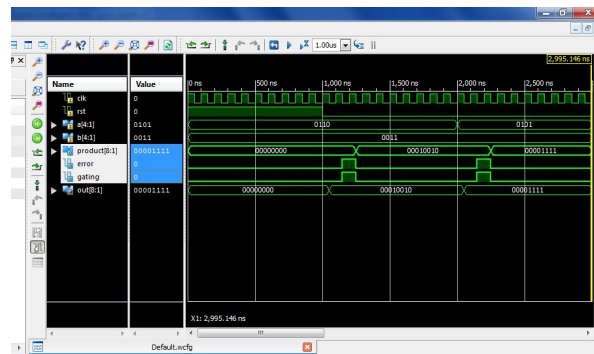 1.00us
2,995.146 ns
Name Value
0 ns 500 ns 1,000 ns 1,500 ns 2,000 ns 2,500 ns
clk 0
rst 0
a[4:1] 0101 0110 0101
b[4:1] 0011 0011
product[8:1] 00001111 00000000 00010010 00001111
error 0
gating 0
out[8:1] 00001111 00000000 00010010 00001111
X1: 2,995.146 ns
Default.wcfg